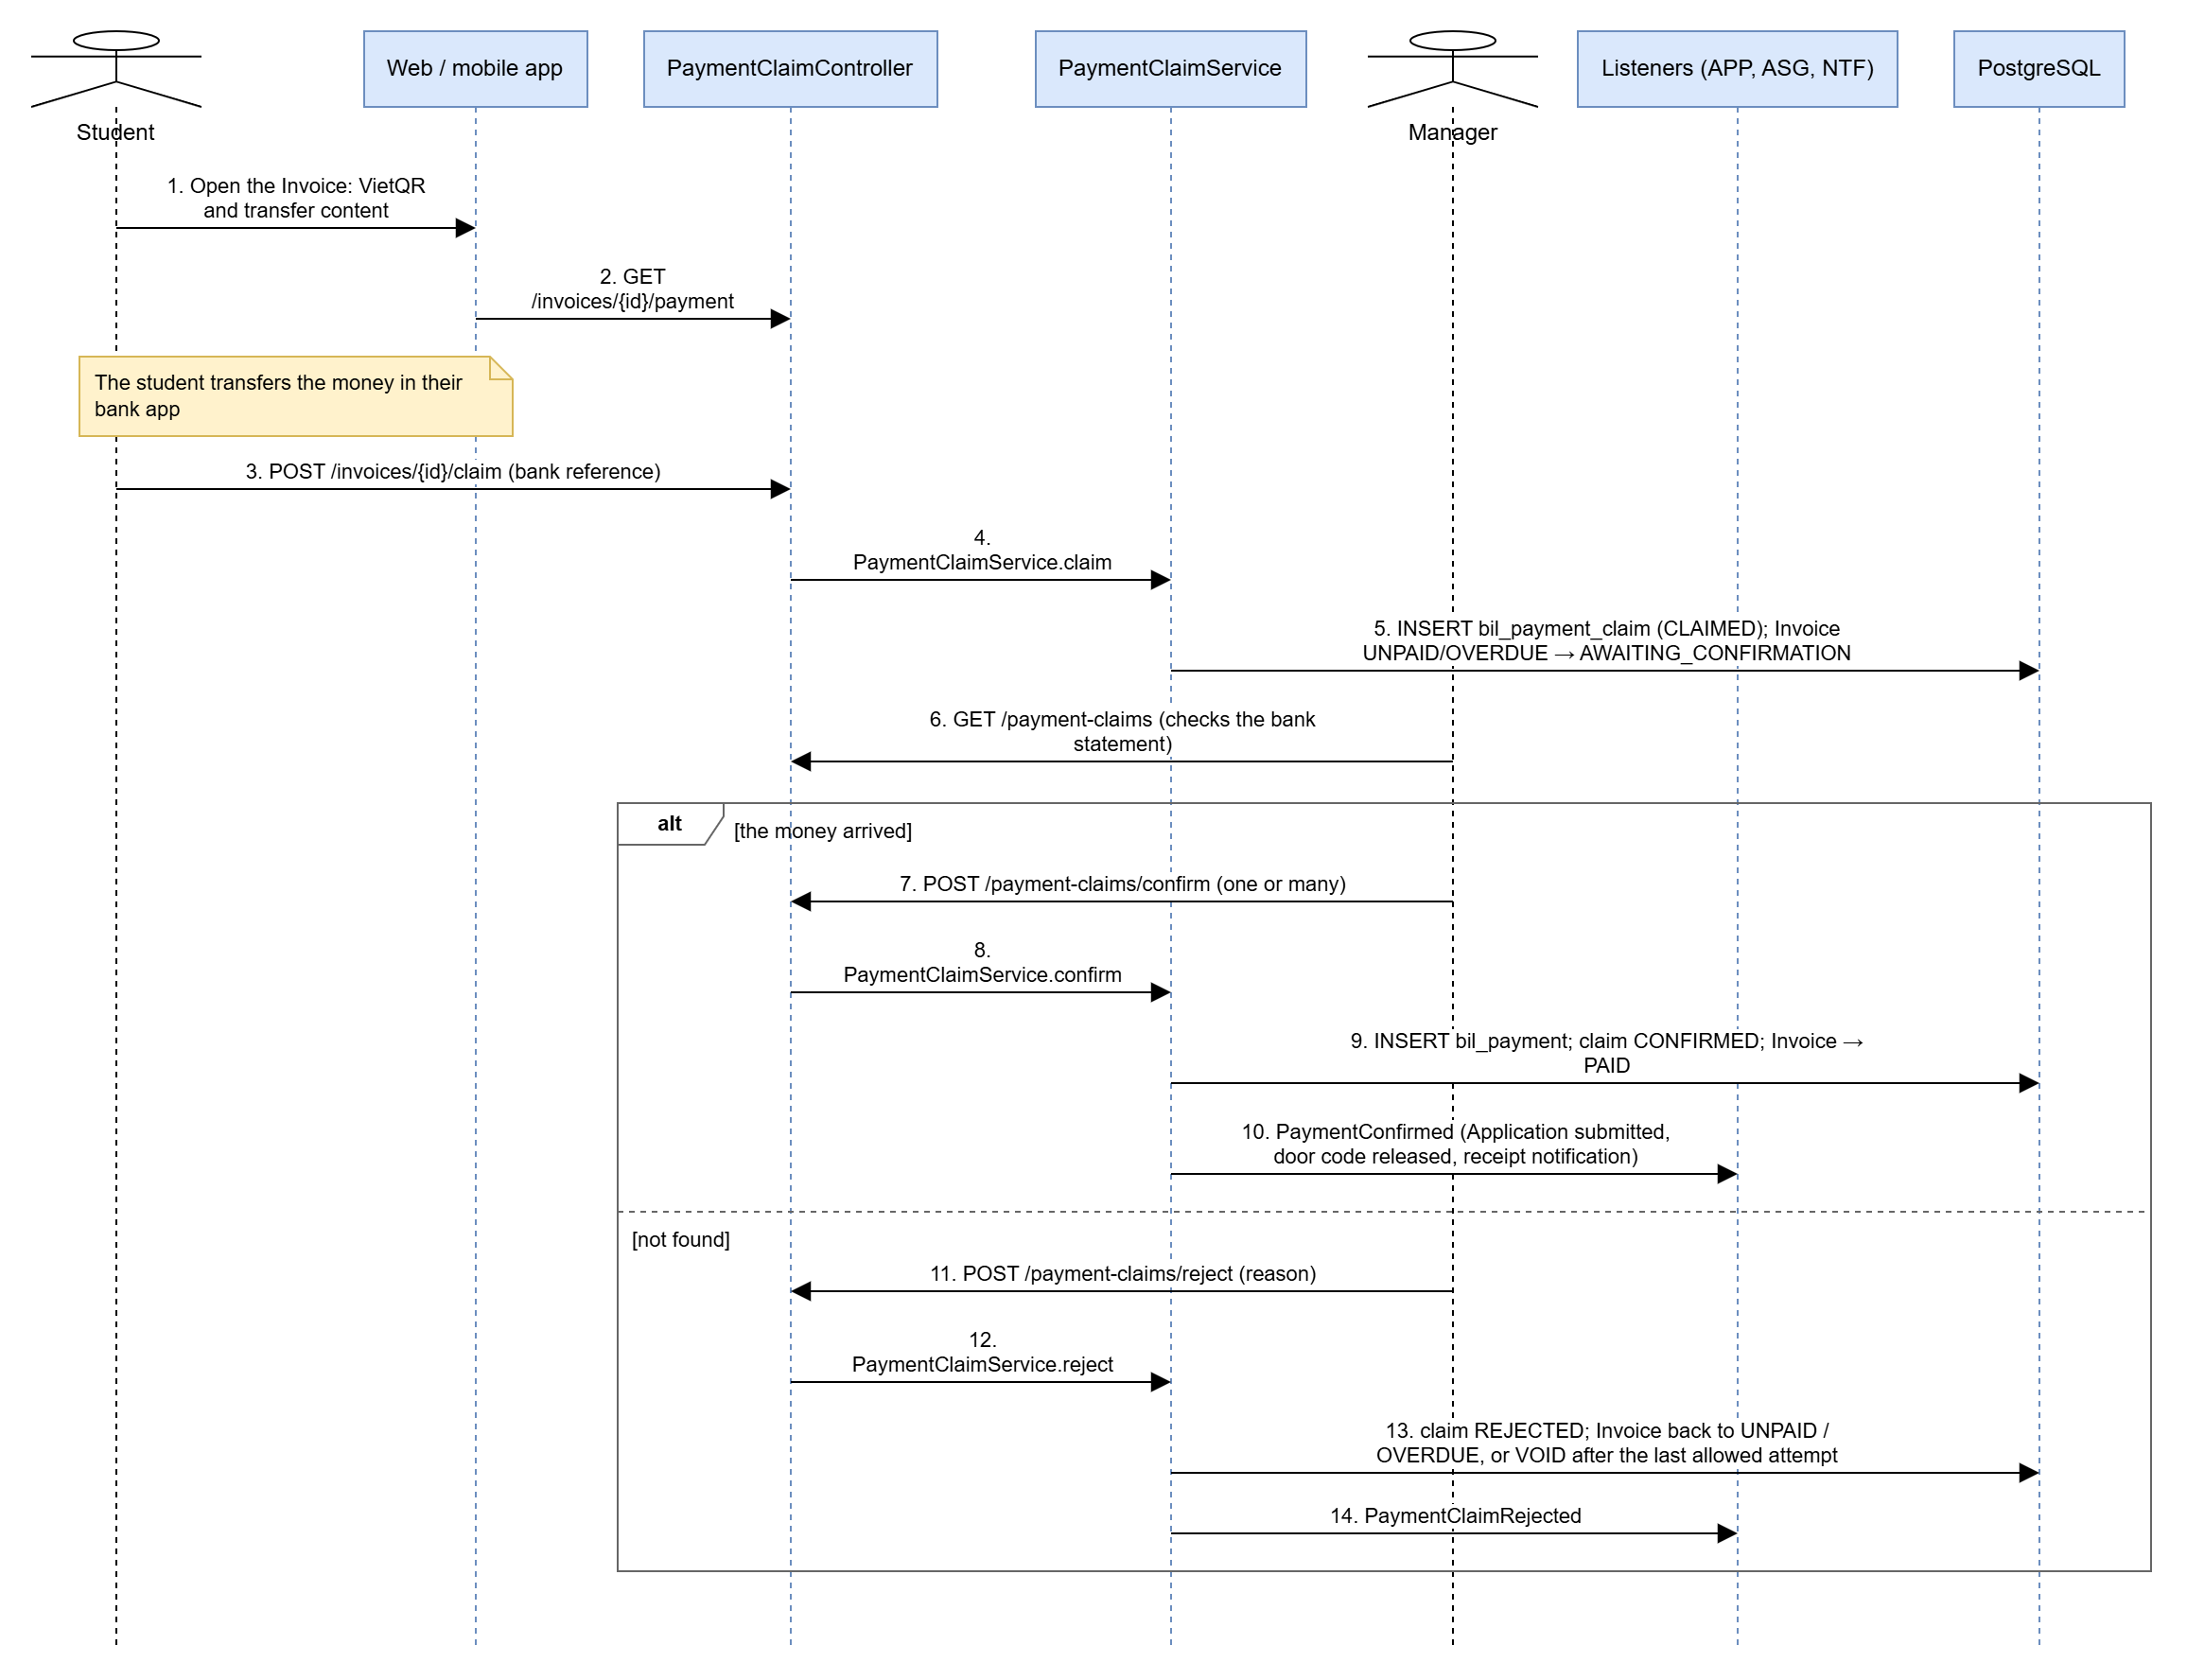 Web / mobile app
PaymentClaimController
PaymentClaimService
Listeners (APP, ASG, NTF)
PostgreSQL
Student
Manager
1. Open the Invoice: VietQR
and transfer content
2. GET
/invoices/{id}/payment
The student transfers the money in their
bank app
3. POST /invoices/{id}/claim (bank reference)
4.
PaymentClaimService.claim
5. INSERT bil_payment_claim (CLAIMED); Invoice
UNPAID/OVERDUE → AWAITING_CONFIRMATION
6. GET /payment-claims (checks the bank
statement)
alt
[the money arrived]
7. POST /payment-claims/confirm (one or many)
8.
PaymentClaimService.confirm
9. INSERT bil_payment; claim CONFIRMED; Invoice →
PAID
10. PaymentConfirmed (Application submitted,
door code released, receipt notification)
[not found]
11. POST /payment-claims/reject (reason)
12.
PaymentClaimService.reject
13. claim REJECTED; Invoice back to UNPAID /
OVERDUE, or VOID after the last allowed attempt
14. PaymentClaimRejected